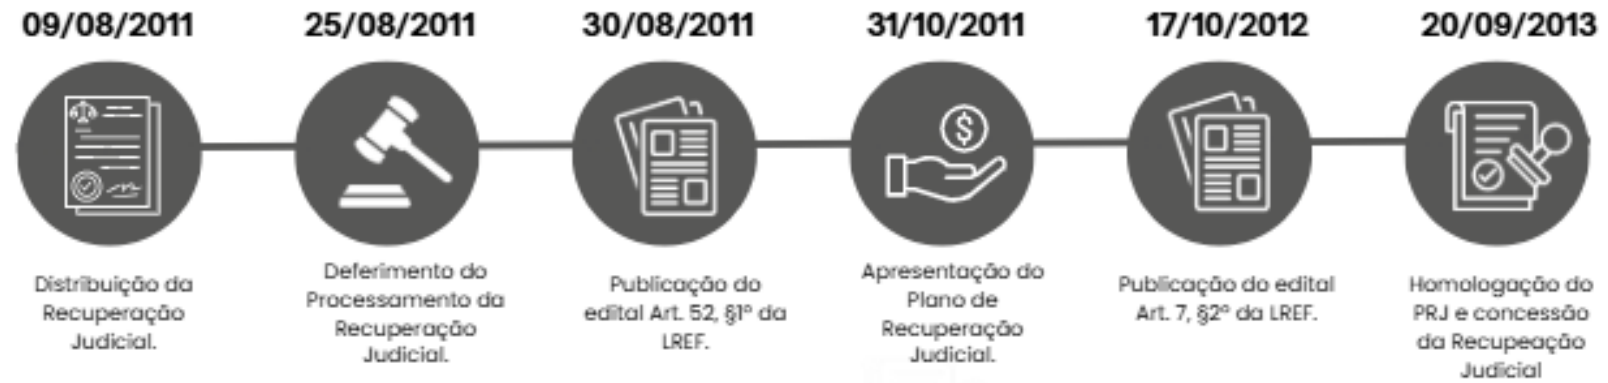 09/08/2011
25/08/2011
30/08/2011
31/10/2011
17/10/2012
20/09/2013
Distribuição da
Recuperação
Judicial.
Deferimento do
Processamento da
Recuperação
Judicial.
Publicação do
edital Art. 52, §1º da
LREF.
Apresentação do
Plano de
Recuperação
Judicial.
Publicação do edital
Art. 7, §2º da LREF.
Homologação do
PRJ e concessão
da Recupeação
Judicial